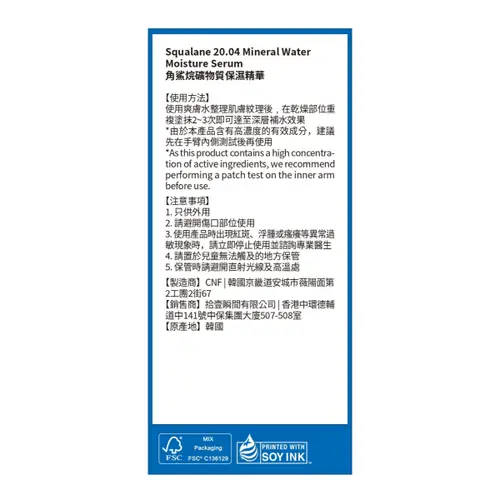 Squalane 20.04 Mineral Water
Moisture Serum
角鯊烷礦物質保濕精華
【使用方法】
使用爽膚水整理肌膚紋理後，在乾燥部位重
複塗抹2~3次即可達至深層補水效果
*由於本產品含有高濃度的有效成分，建議
先在手臂內側測試後再使用
*As this product contains a high concentra-
tion of active ingredients, we recommend
performing a patch test on the inner arm
before use.
【注意事項】
1. 只供外用
2. 請避開傷口部位使用
3. 使用產品時出現紅斑、浮腫或瘙癢等異常過
敏現象時，請立即停止使用並諮詢專業醫生
4. 請置於兒童無法觸及的地方保管
5. 保管時請避開直射光線及高溫處
【製造商】CNF | 韓國京畿道安城市薇陽面第
2工團2街67
【銷售商】拾壹瞬間有限公司 | 香港中環德輔
道中141號中保集團大廈507-508室
【原產地】韓國
FSC
MIX
Packaging
FSC® C136129
PRINTED WITH
SOY INK